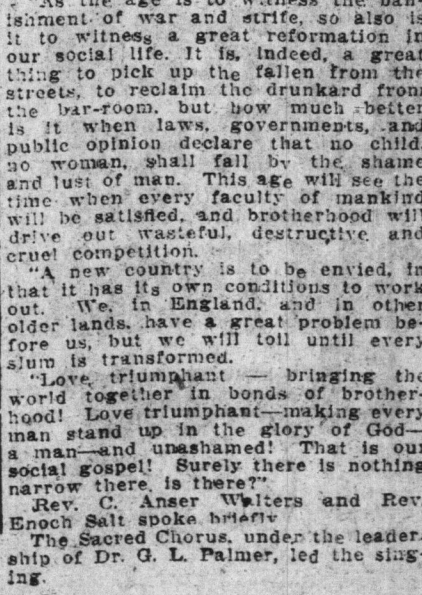 As the age is to witness the ban-
ishment of war and strife, so also is
it to witness a great reformation in
our social life. It is, indeed, a great
thing to pick up the fallen from the
streets, to reclaim the drunkard from
the bar-room, but how much better
is it when laws, governments, and
public opinion declare that no child,
no woman, shall fall by the shame
and lust of man. This age will see the
time when every faculty of mankind
will be satisfied, and brotherhood will
drive out wasteful, destructive and
cruel competition.
"A new country is to be envied, in
that it has its own conditions to work
out. We, in England, and in other
older lands, have a great problem be-
fore us, but we will toil until every
slum is transformed.
"Love triumphant — bringing the
world together in bonds of brother-
hood! Love triumphant—making every
man stand up in the glory of God—
a man—and unashamed! That is our
social gospel! Surely there is nothing
narrow there, is there?"
Rev. C. Anser Walters and Rev.
Enoch Salt spoke briefly
The Sacred Chorus, under the leader-
ship of Dr. G. L. Palmer, led the sing-
ing.